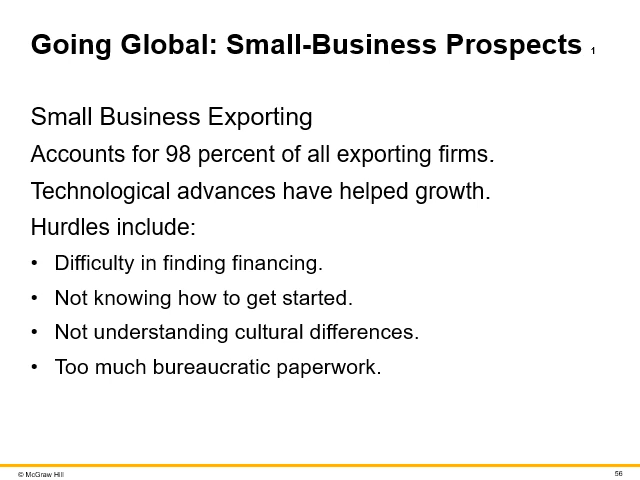 Going Global: Small-Business Prospects 1
Small Business Exporting
Accounts for 98 percent of all exporting firms.
Technological advances have helped growth.
Hurdles include:
• Difficulty in finding financing.
• Not knowing how to get started.
• Not understanding cultural differences.
• Too much bureaucratic paperwork.
© McGraw Hill
56